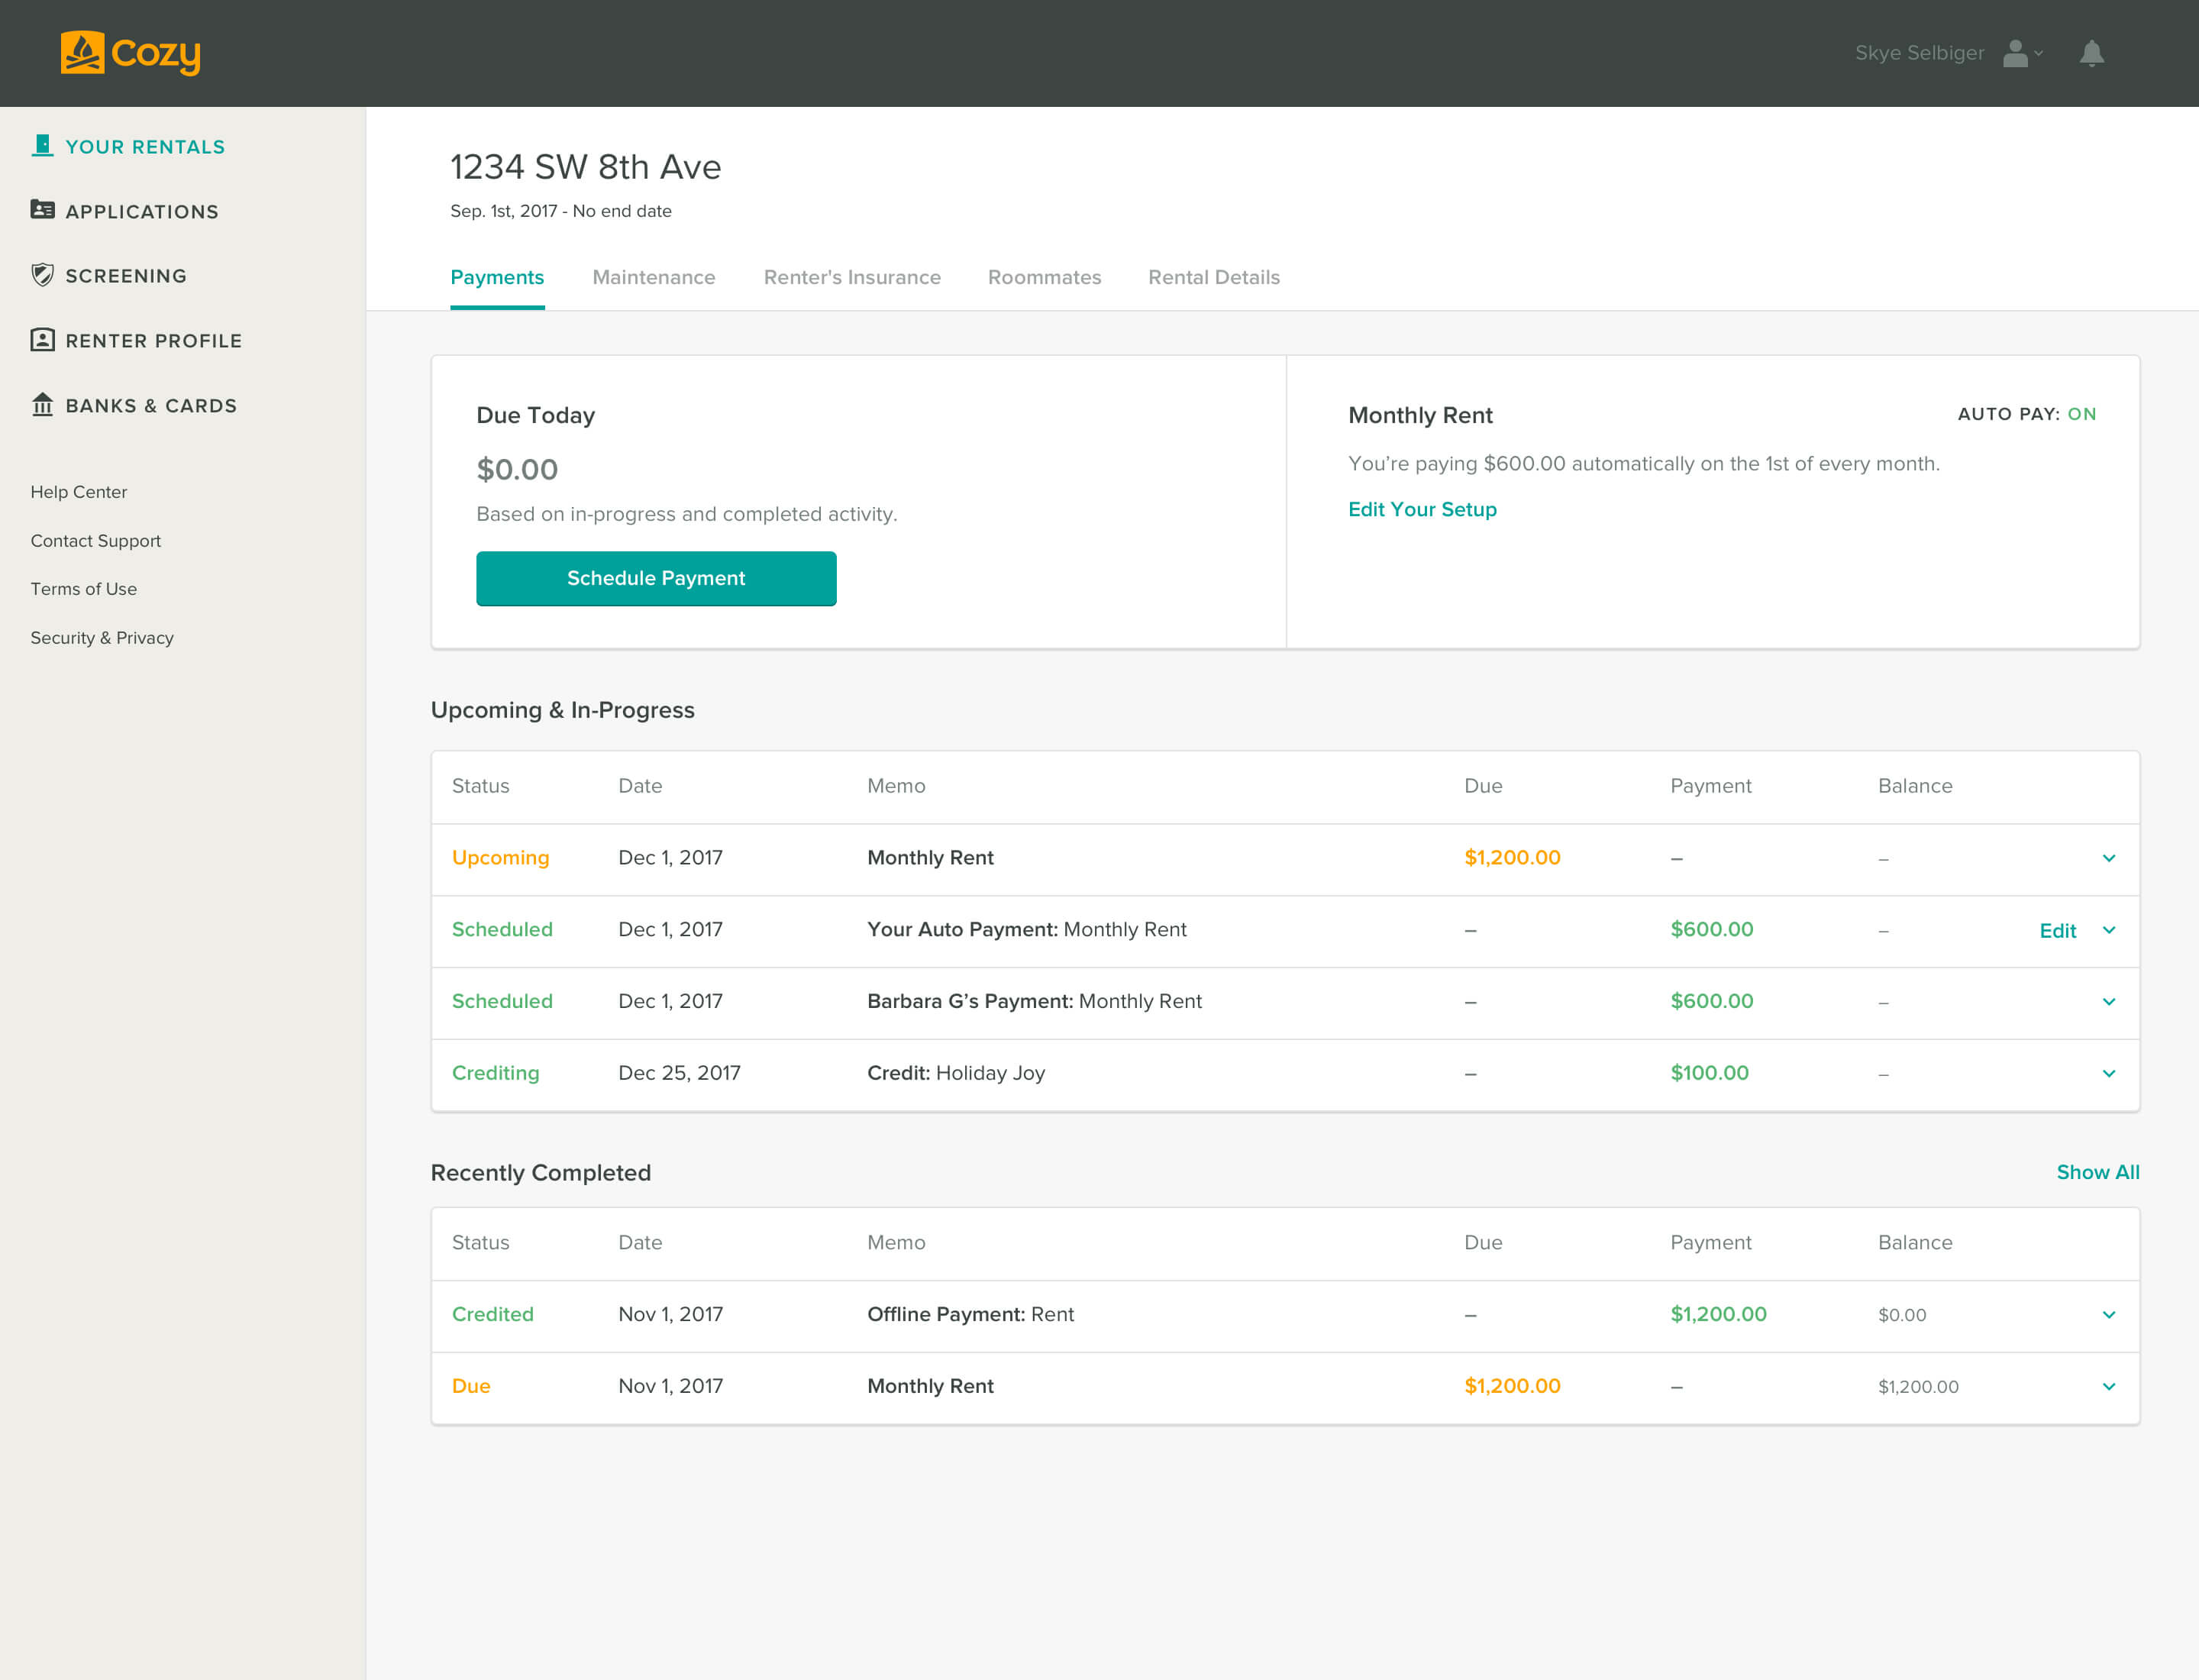 Cozy
Skye Selbiger
YOUR RENTALS
APPLICATIONS
SCREENING
RENTER PROFILE
BANKS & CARDS
Help Center
Contact Support
Terms of Use
Security & Privacy
1234 SW 8th Ave
Sep. 1st, 2017 - No end date
Payments Maintenance Renter's Insurance Roommates Rental Details
Due Today
$0.00
Based on in-progress and completed activity.
Schedule Payment
Monthly Rent AUTO PAY: ON
You’re paying $600.00 automatically on the 1st of every month.
Edit Your Setup
Upcoming & In-Progress
Status Date Memo Due Payment Balance
Upcoming Dec 1, 2017 Monthly Rent $1,200.00 – –
Scheduled Dec 1, 2017 Your Auto Payment: Monthly Rent – $600.00 – Edit
Scheduled Dec 1, 2017 Barbara G’s Payment: Monthly Rent – $600.00 –
Crediting Dec 25, 2017 Credit: Holiday Joy – $100.00 –
Recently Completed Show All
Status Date Memo Due Payment Balance
Credited Nov 1, 2017 Offline Payment: Rent – $1,200.00 $0.00
Due Nov 1, 2017 Monthly Rent $1,200.00 – $1,200.00